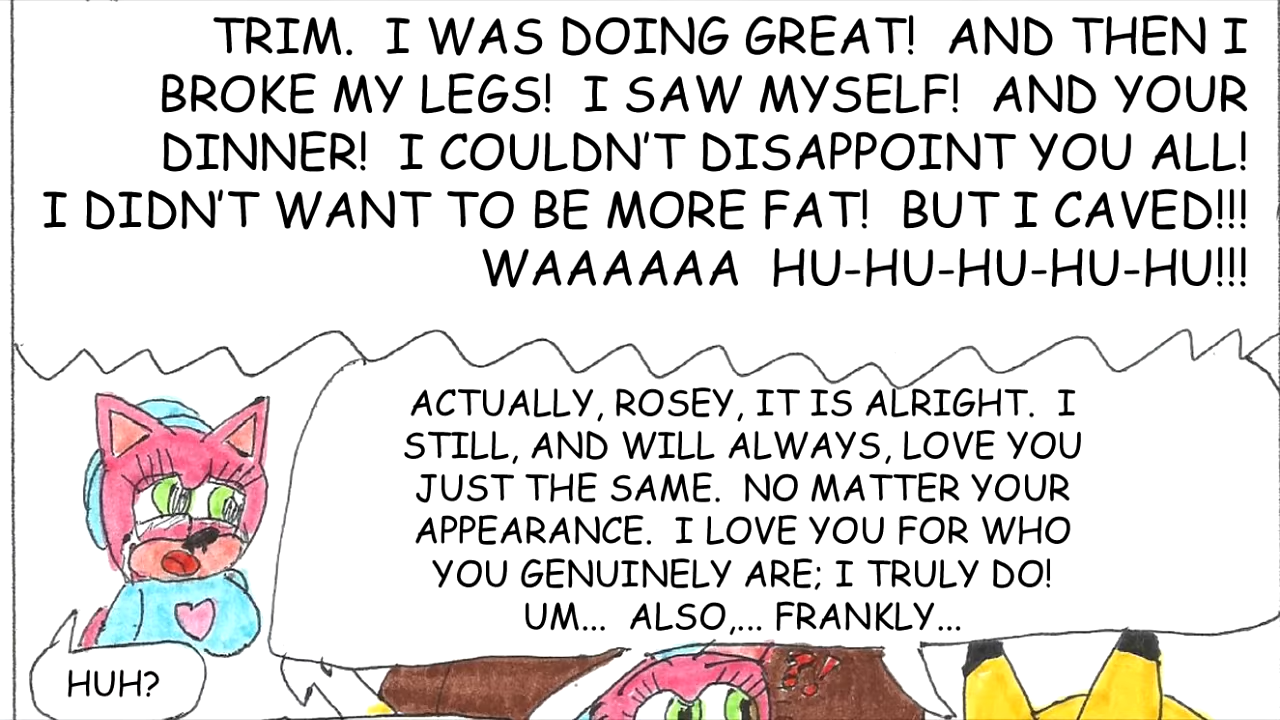 TRIM. I WAS DOING GREAT! AND THEN I
BROKE MY LEGS! I SAW MYSELF! AND YOUR
DINNER! I COULDN'T DISAPPOINT YOU ALL!
I DIDN'T WANT TO BE MORE FAT! BUT I CAVED!!!
WAAAAAA HU-HU-HU-HU-HU!!!
ACTUALLY, ROSEY, IT IS ALRIGHT. I
STILL, AND WILL ALWAYS, LOVE YOU
JUST THE SAME. NO MATTER YOUR
APPEARANCE. I LOVE YOU FOR WHO
YOU GENUINELY ARE; I TRULY DO!
UM... ALSO,... FRANKLY...
HUH?
?!